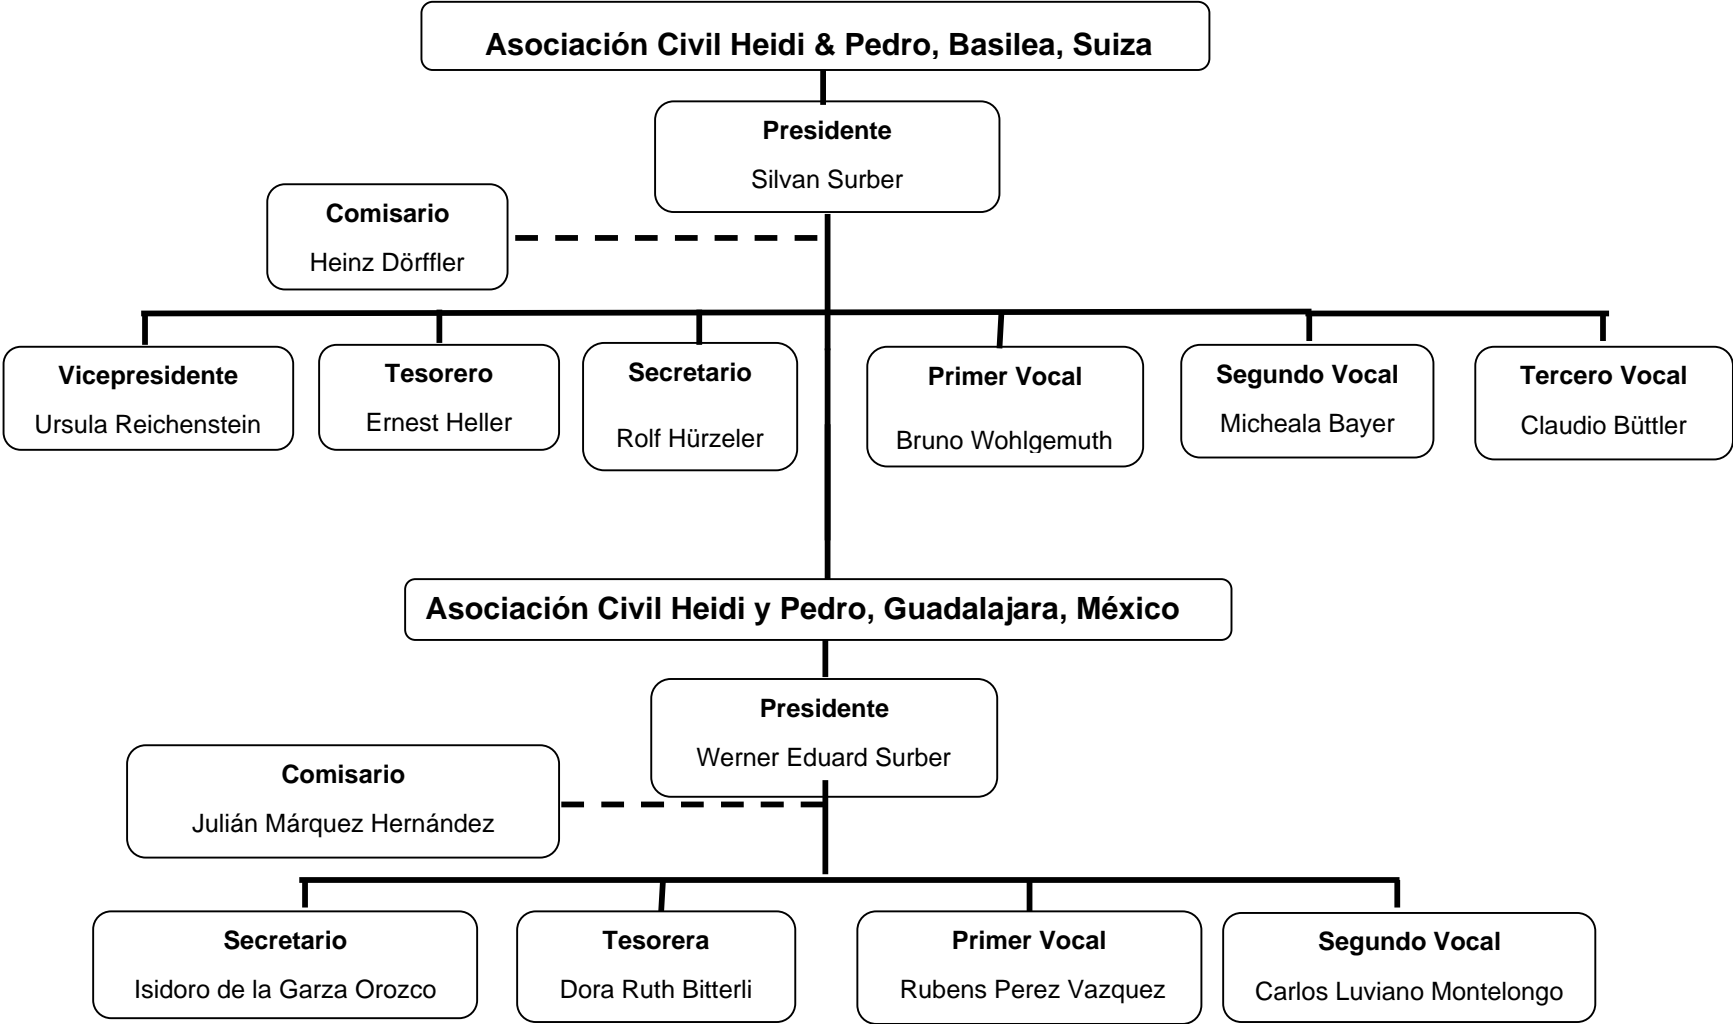 Asociación Civil Heidi & Pedro, Basilea, Suiza
Presidente
Silvan Surber
Comisario
Heinz Dörffler
Vicepresidente
Ursula Reichenstein
Tesorero
Ernest Heller
Secretario
Rolf Hürzeler
Primer Vocal
Bruno Wohlgemuth
Segundo Vocal
Micheala Bayer
Tercero Vocal
Claudio Büttler
Asociación Civil Heidi y Pedro, Guadalajara, México
Presidente
Werner Eduard Surber
Comisario
Julián Márquez Hernández
Secretario
Isidoro de la Garza Orozco
Tesorera
Dora Ruth Bitterli
Primer Vocal
Rubens Perez Vazquez
Segundo Vocal
Carlos Luviano Montelongo